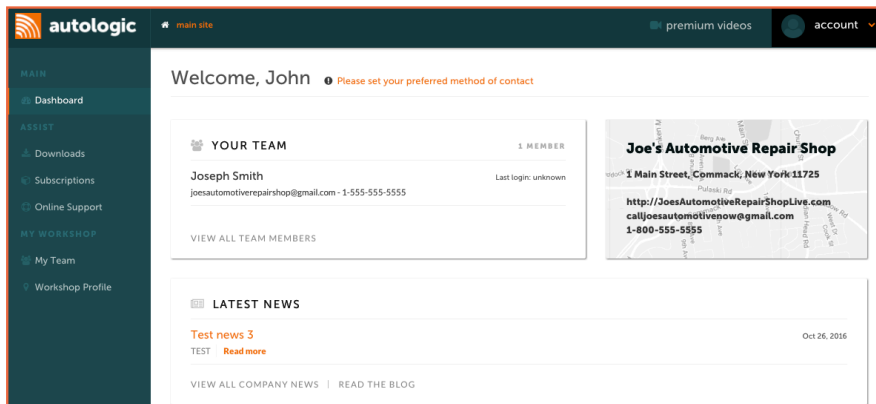 autologic
main site
premium videos
account
MAIN
Dashboard
ASSIST
Downloads
Subscriptions
Online Support
MY WORKSHOP
My Team
Workshop Profile
Welcome, John
Please set your preferred method of contact
YOUR TEAM
1 MEMBER
Joseph Smith
Last login: unknown
joesautomotiverepairshop@gmail.com - 1-555-555-5555
VIEW ALL TEAM MEMBERS
Joe's Automotive Repair Shop
1 Main Street, Commack, New York 11725
http://JoesAutomotiveRepairShopLive.com
calljoesautomotivenow@gmail.com
1-800-555-5555
Berg Ave
Pulaski Rd
LATEST NEWS
Test news 3
Oct 26, 2016
TEST | Read more
VIEW ALL COMPANY NEWS | READ THE BLOG